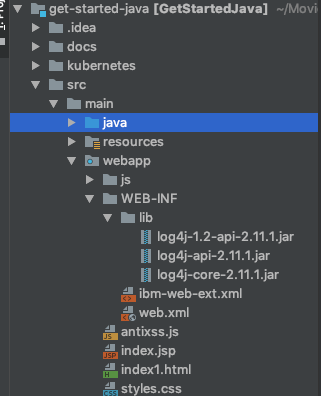 get-started-java [GetStartedJava] ~/Movi
.idea
docs
kubernetes
src
main
java
resources
webapp
js
WEB-INF
lib
log4j-1.2-api-2.11.1.jar
log4j-api-2.11.1.jar
log4j-core-2.11.1.jar
ibm-web-ext.xml
web.xml
antixss.js
index.jsp
index1.html
styles.css